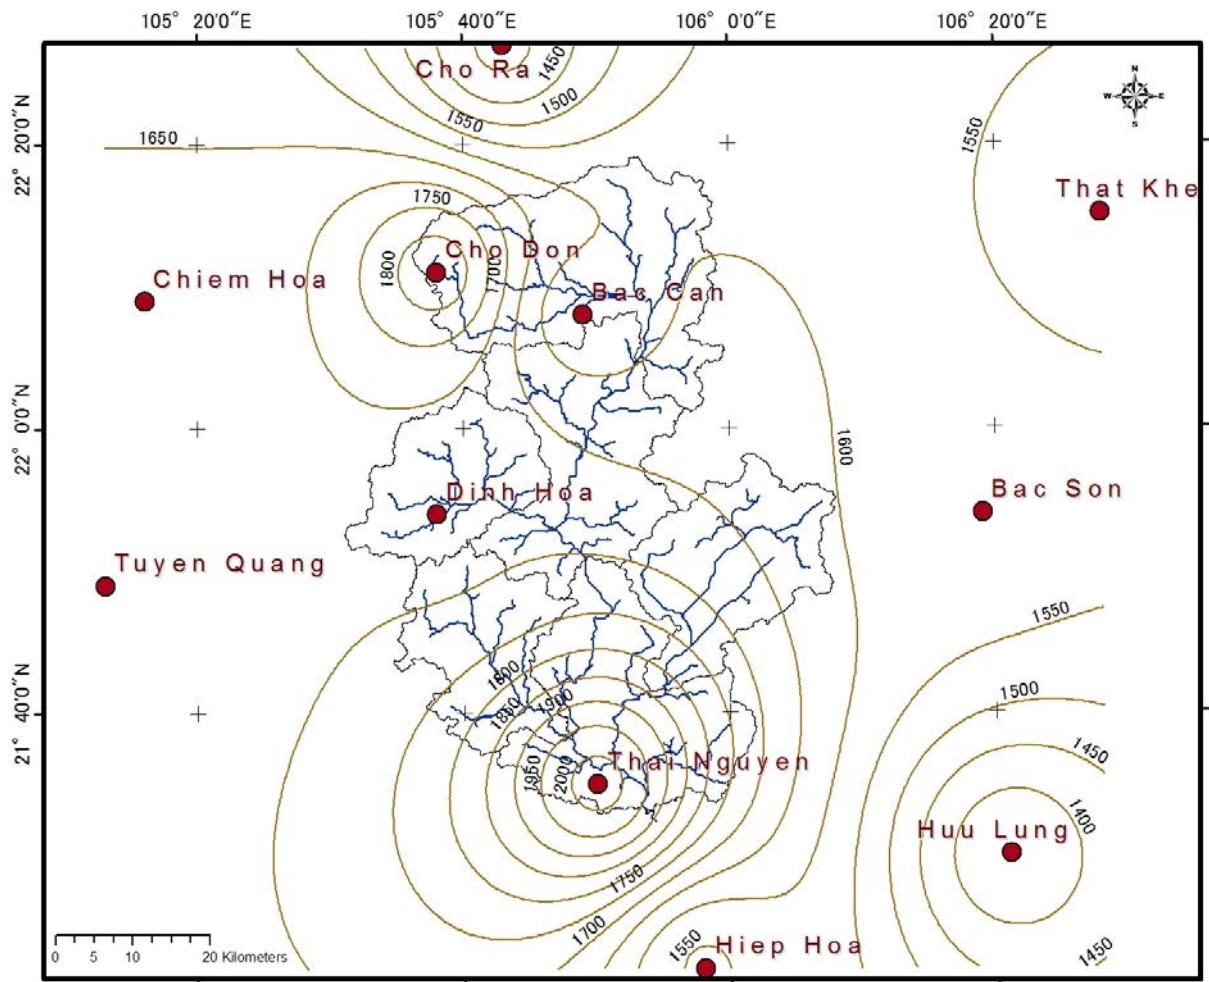 105° 20'0"E 105° 40'0"E 106° 0'0"E 106° 20'0"E
N
W E
S
Cho Ra
1450
1500
1550
1550
1650
22° 20'0"N
That Khe
1750
Cho Don
1800
1700
Chiem Hoa
Bac Can
22° 0'0"N
1600
Dinh Hoa
Bac Son
Tuyen Quang
1550
1800
1500
1850
1900
21° 40'0"N
1450
Thai Nguyen
1950
2000
1400
Huu Lung
1750
1700
1550
Hiep Hoa
1450
0 5 10 20 Kilometers